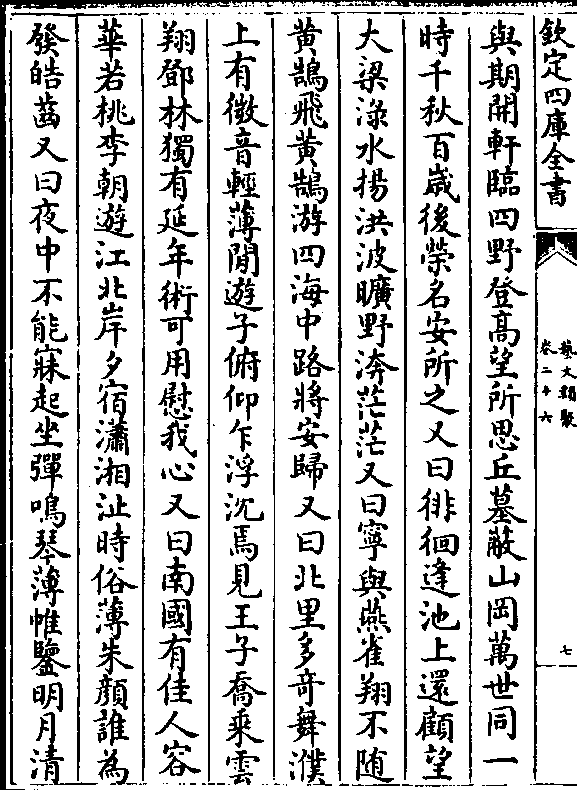 欽定四庫全書
藝文類聚
卷二十六
七
與期開軒臨四野登高望所思丘墓蔽山岡萬世同一
時千秋百歳後榮名安所之又曰徘徊逢池上還顧望
大梁淥水揚洪波曠野漭茫茫又曰寧與燕雀翔不随
黄鵠飛黄鵠游四海中路將安歸又曰北里多竒舞濮
上有微音輕薄閒遊子俯仰乍浮沉焉見王子喬乗雲
翔鄧林獨有延年術可用慰我心又曰南國有佳人容
華若桃李朝遊江北岸夕宿瀟湘沚時俗薄朱顔誰為
發皓齒又曰夜中不能寐起坐彈鳴琴薄帷鑒明月清